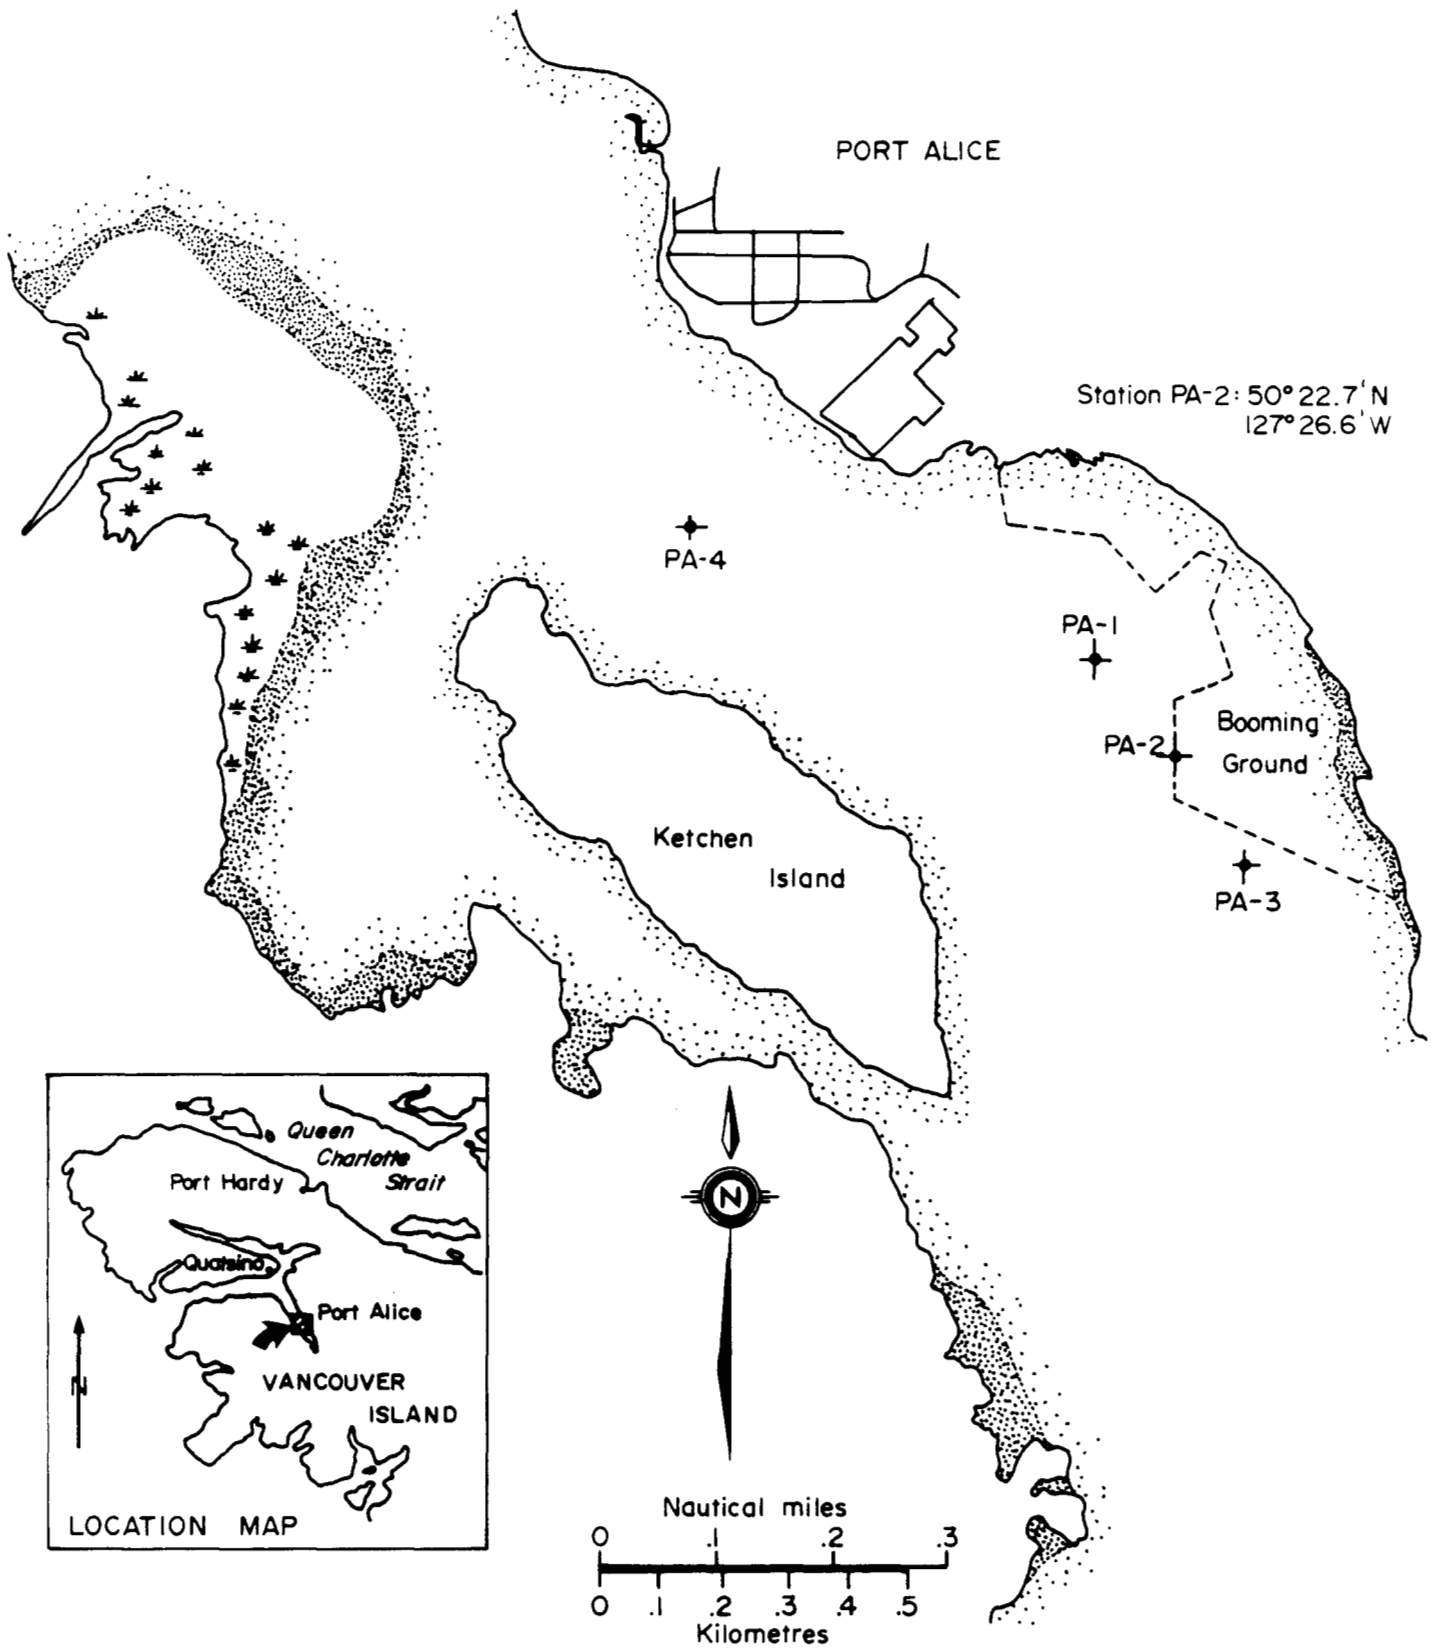 PORT ALICE
Station PA-2: 50° 22.7' N
127° 26.6' W
PA-4
PA-1
PA-2
Booming
Ground
PA-3
Ketchen
Island
Queen
Charlotte
Strait
Port Hardy
Quatsino
Port Alice
N
VANCOUVER
ISLAND
LOCATION MAP
N
Nautical miles
0 .1 .2 .3
0 .1 .2 .3 .4 .5
Kilometres